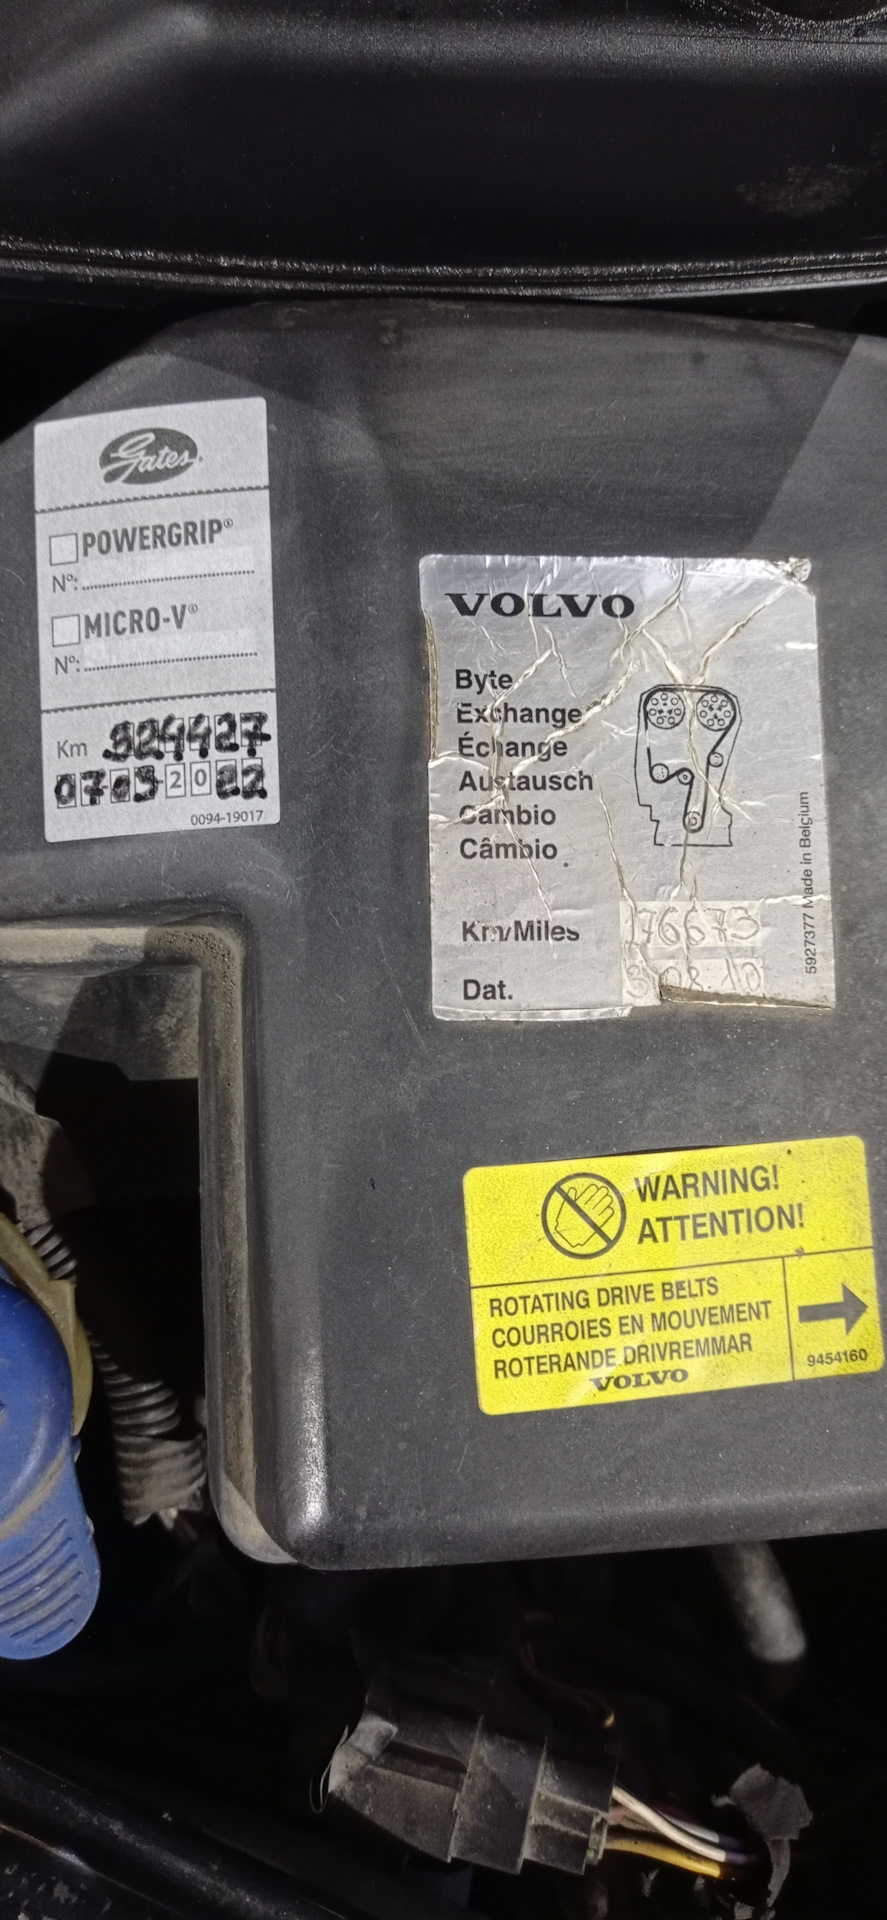 Gates
POWERGRIP®
Nº:
MICRO-V®
Nº:
Km 324427
07 03 2022
0094-19017
VOLVO
Byte
Exchange
Échange
Austausch
Cambio
Câmbio
Km/Miles 176673
Dat.
5927377 Made in Belgium
WARNING!
ATTENTION!
ROTATING DRIVE BELTS
COURROIES EN MOUVEMENT
ROTERANDE DRIVREMMAR
VOLVO
9454160